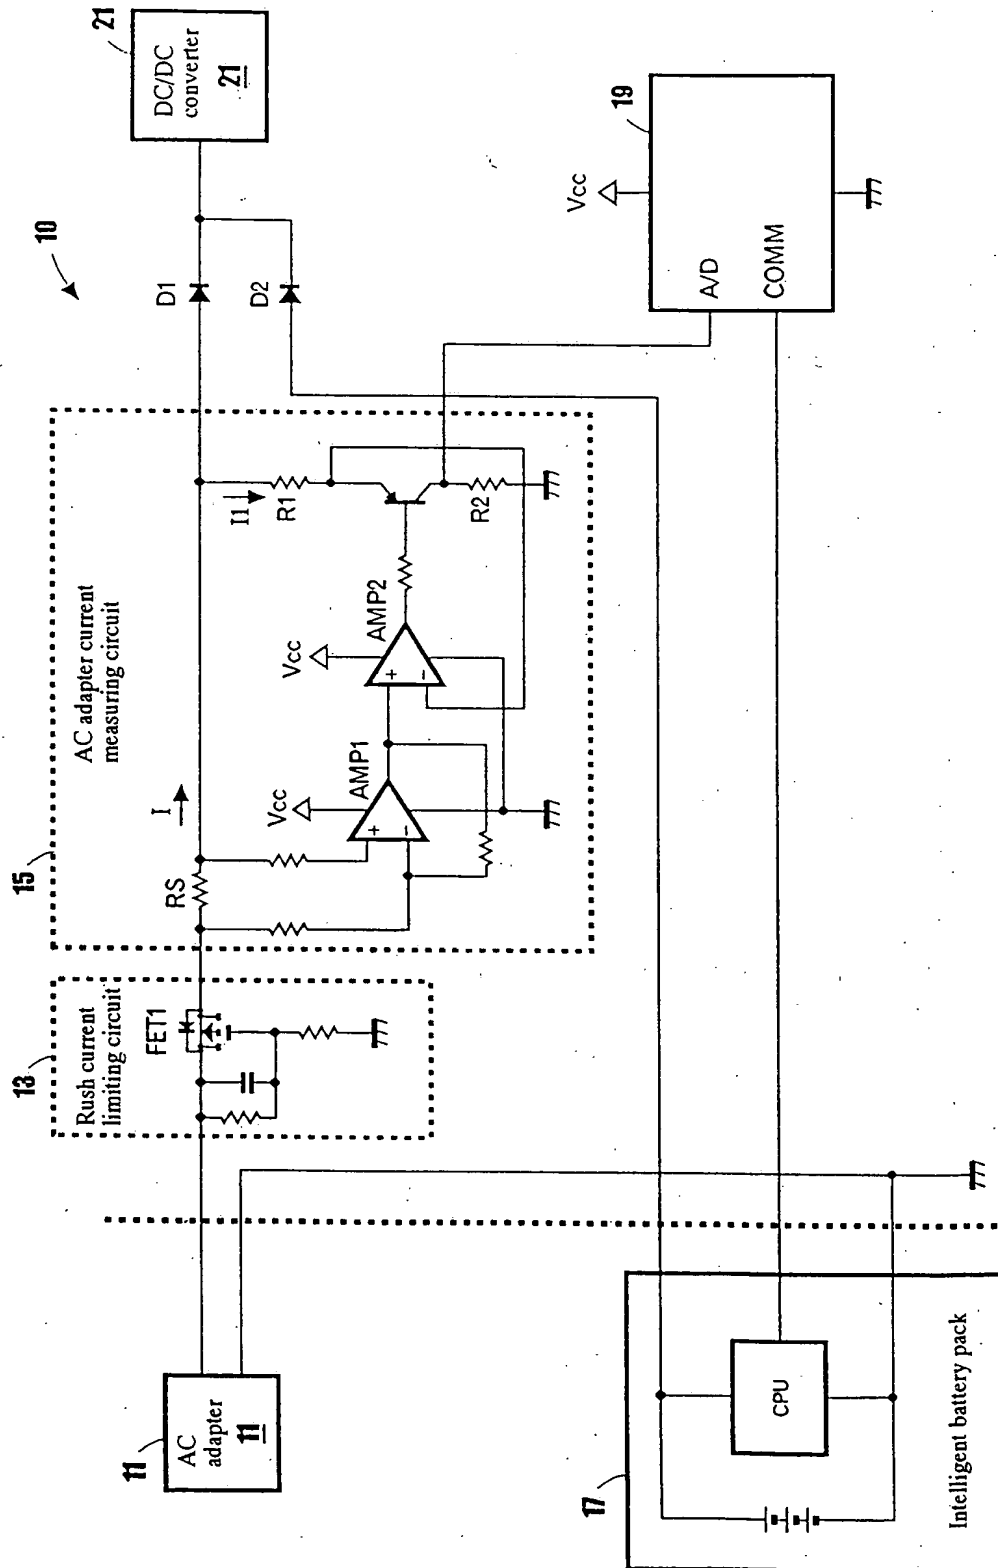 10
11
AC
adapter
11
13
Rush current
limiting circuit
FET1
15
AC adapter current
measuring circuit
RS
I
Vcc
AMP1
+
−
Vcc
AMP2
+
−
I1
R1
R2
D1
D2
21
DC/DC
converter
21
17
CPU
Intelligent battery pack
19
Vcc
A/D
COMM